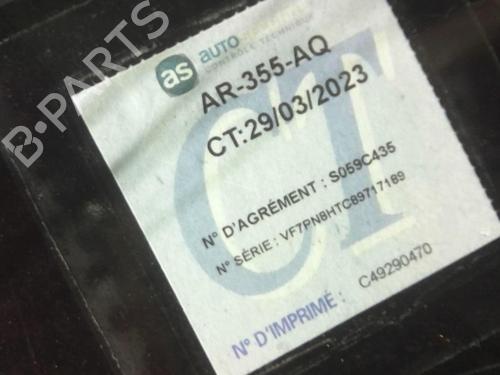 as auto
CONTRÔLE TECHNIQUE
AR-355-AQ
CT:29/03/2023
CT
N° D'AGRÉMENT : S059C435
N° SÉRIE : VF7PN8HTC89717189
N° D'IMPRIMÉ : C49290470
B-PARTS